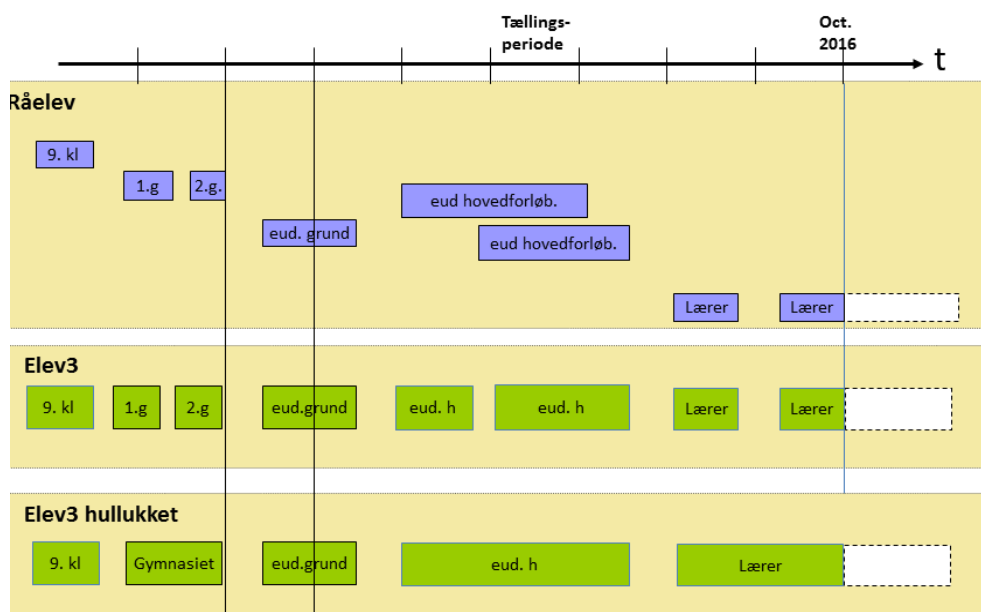 Tællings-
periode
Oct.
2016
t
Råelev
9. kl
1.g
2.g.
eud hovedforløb.
eud. grund
eud hovedforløb.
Lærer
Lærer
Elev3
9. kl
1.g
2.g
eud.grund
eud. h
eud. h
Lærer
Lærer
Elev3 hullukket
9. kl
Gymnasiet
eud.grund
eud. h
Lærer